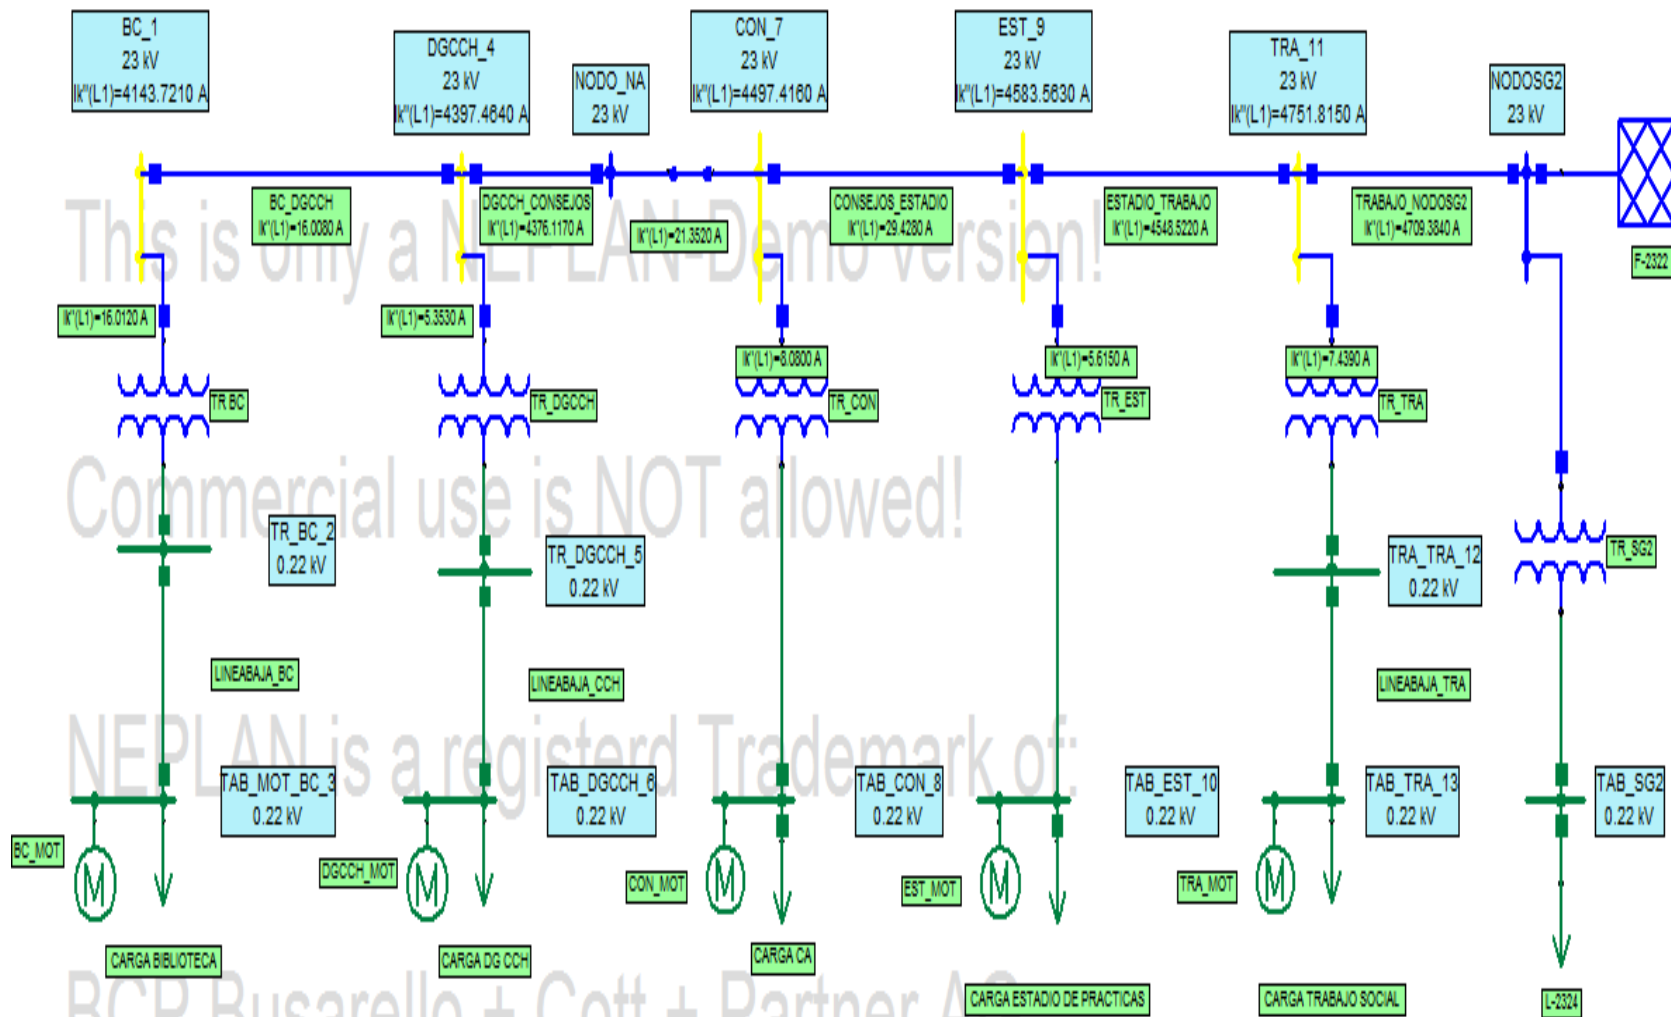 BC_1
23 kV
Ik"(L1)=4143.7210 A
DGCCH_4
23 kV
Ik"(L1)=4397.4640 A
NODO_NA
23 kV
CON_7
23 kV
Ik"(L1)=4497.4160 A
EST_9
23 kV
Ik"(L1)=4583.5630 A
TRA_11
23 kV
Ik"(L1)=4751.8150 A
NODOSG2
23 kV
BC_DGCCH
Ik"(L1)=16.0080 A
DGCCH_CONSEJOS
Ik"(L1)=4376.1170 A
Ik"(L1)=21.3520 A
CONSEJOS_ESTADIO
Ik"(L1)=29.4280 A
ESTADIO_TRABAJO
Ik"(L1)=4548.5220 A
TRABAJO_NODOSG2
Ik"(L1)=4709.3840 A
F-2322
This is only a NEPLAN-Demo version!
Ik"(L1)=16.0120 A
Ik"(L1)=5.3530 A
Ik"(L1)=8.0800 A
Ik"(L1)=5.6150 A
Ik"(L1)=7.4390 A
TR BC
TR_DGCCH
TR_CON
TR_EST
TR_TRA
Commercial use is NOT allowed!
TR_BC_2
0.22 kV
TR_DGCCH_5
0.22 kV
TRA_TRA_12
0.22 kV
TR_SG2
LINEABAJA_BC
LINEABAJA_CCH
LINEABAJA_TRA
NEPLAN is a registerd Trademark of:
TAB_MOT_BC_3
0.22 kV
TAB_DGCCH_6
0.22 kV
TAB_CON_8
0.22 kV
TAB_EST_10
0.22 kV
TAB_TRA_13
0.22 kV
TAB_SG2
0.22 kV
BC_MOT
M
DGCCH_MOT
M
CON_MOT
M
EST_MOT
M
TRA_MOT
M
CARGA BIBLIOTECA
CARGA DG CCH
CARGA CA
CARGA ESTADIO DE PRACTICAS
CARGA TRABAJO SOCIAL
L-2324
BCP Busarello + Cott + Partner AG